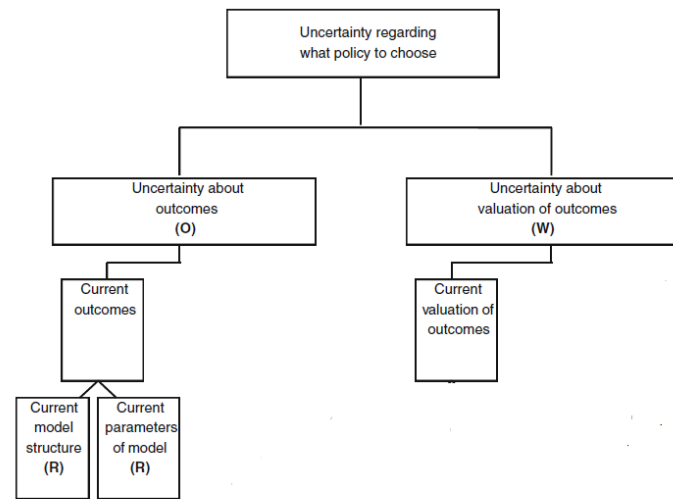 Uncertainty regarding
what policy to choose
Uncertainty about
outcomes
(O)
Uncertainty about
valuation of outcomes
(W)
Current
outcomes
Current
valuation of
outcomes
Current
model
structure
(R)
Current
parameters
of model
(R)